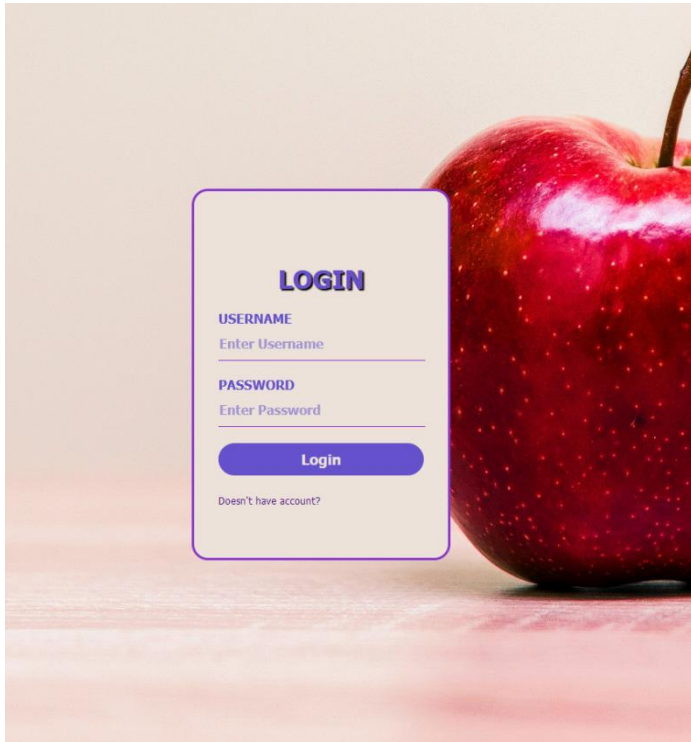 LOGIN
USERNAME
Enter Username
PASSWORD
Enter Password
Login
Doesn't have account?